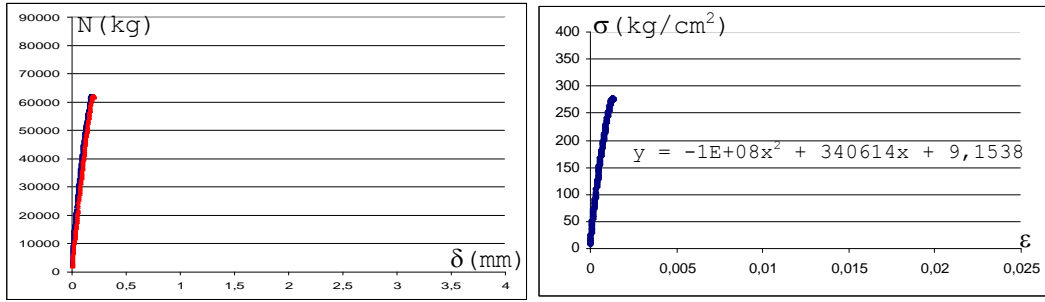 N(kg)
90000
80000
70000
60000
50000
40000
30000
20000
10000
0
0 0,5 1 1,5 2 2,5 3 3,5 4
δ(mm)
σ(kg/cm²)
400
350
300
250
200
150
100
50
0
y = -1E+08x² + 340614x + 9,1538
ε
0 0,005 0,01 0,015 0,02 0,025